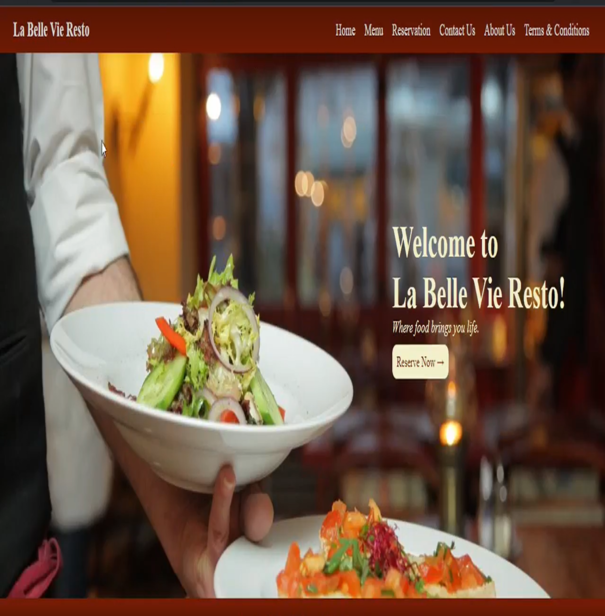 La Belle Vie Resto
Home Menu Reservation Contact Us About Us Terms & Conditions
Welcome to
La Belle Vie Resto!
Where food brings you life.
Reserve Now →